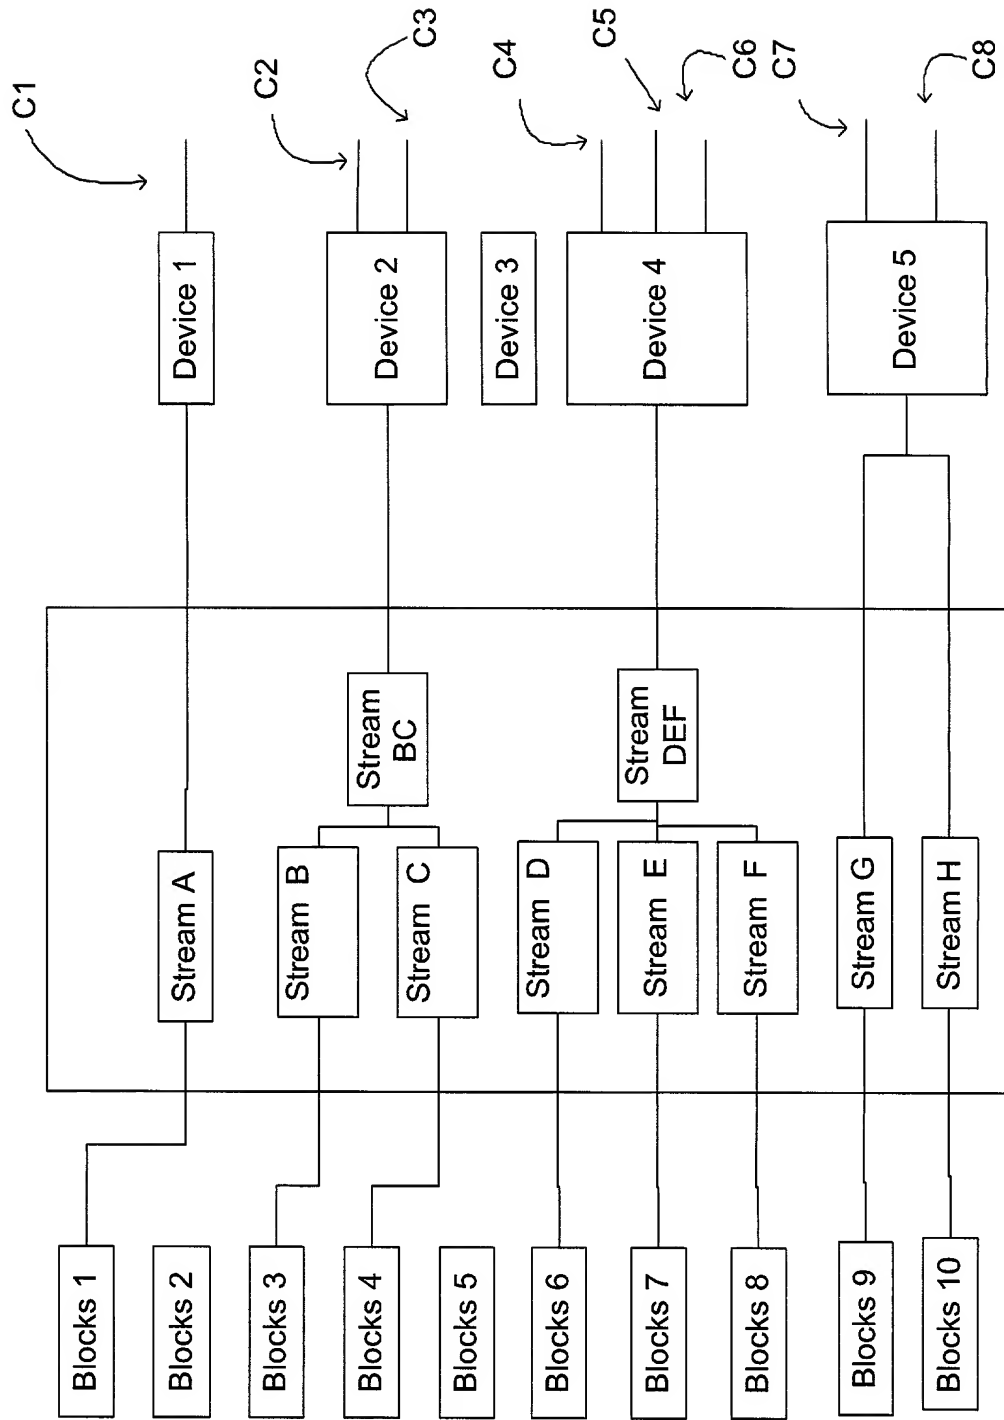 C1
C2
C3
C4
C5
C6
C7
C8
Device 1
Device 2
Device 3
Device 4
Device 5
Stream
BC
Stream
DEF
Stream A
Stream B
Stream C
Stream D
Stream E
Stream F
Stream G
Stream H
Blocks 1
Blocks 2
Blocks 3
Blocks 4
Blocks 5
Blocks 6
Blocks 7
Blocks 8
Blocks 9
Blocks 10